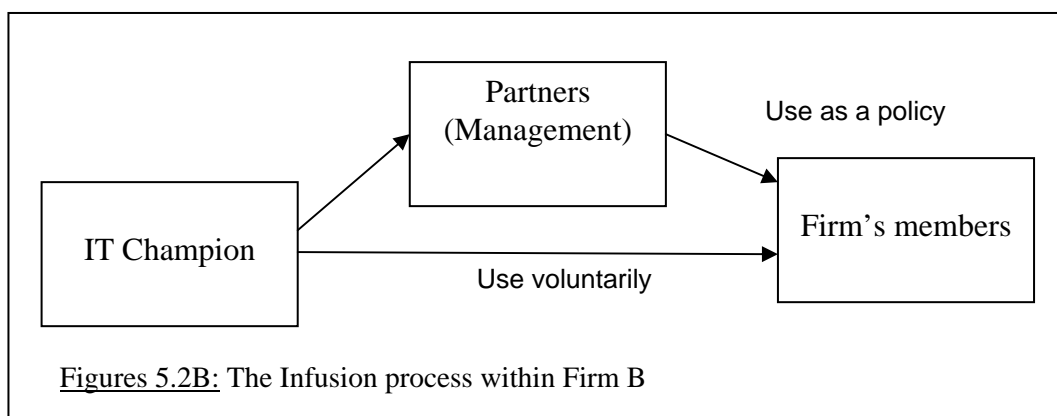 Partners
(Management)
Use as a policy
IT Champion
Firm's members
Use voluntarily
Figures 5.2B: The Infusion process within Firm B